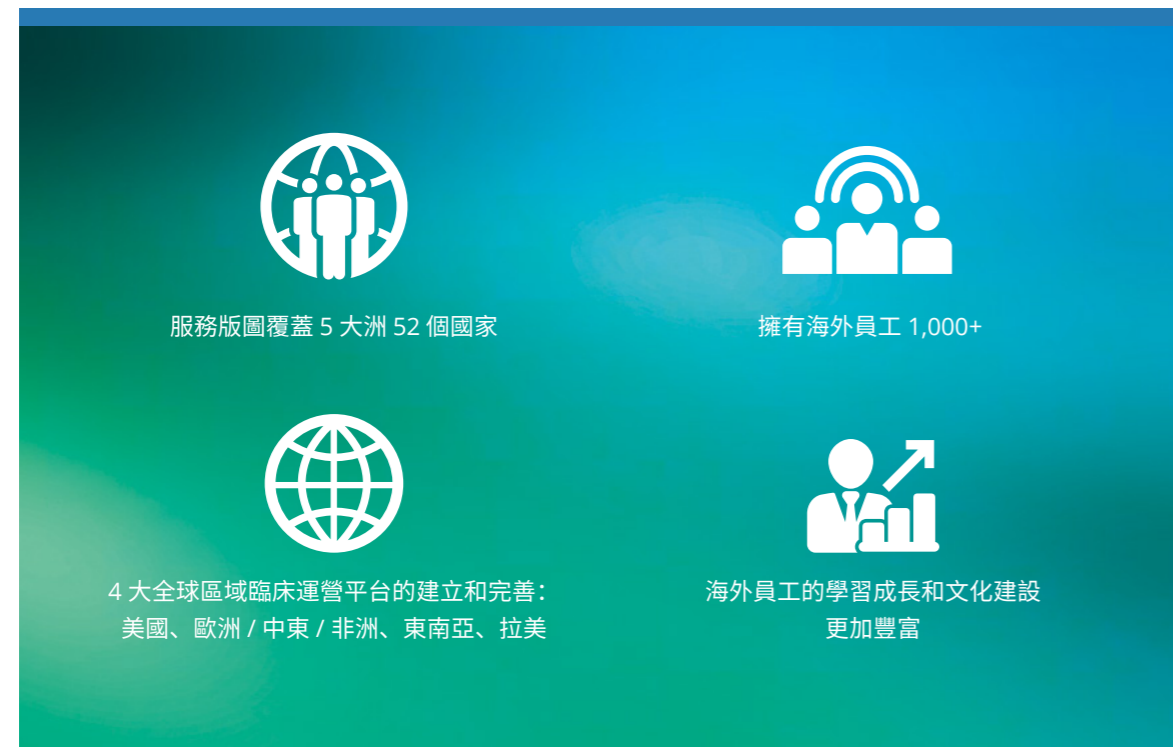 服務版圖覆蓋 5 大洲 52 個國家
擁有海外員工 1,000+
4 大全球區域臨床運營平台的建立和完善：
美國、歐洲 / 中東 / 非洲、東南亞、拉美
海外員工的學習成長和文化建設
更加豐富